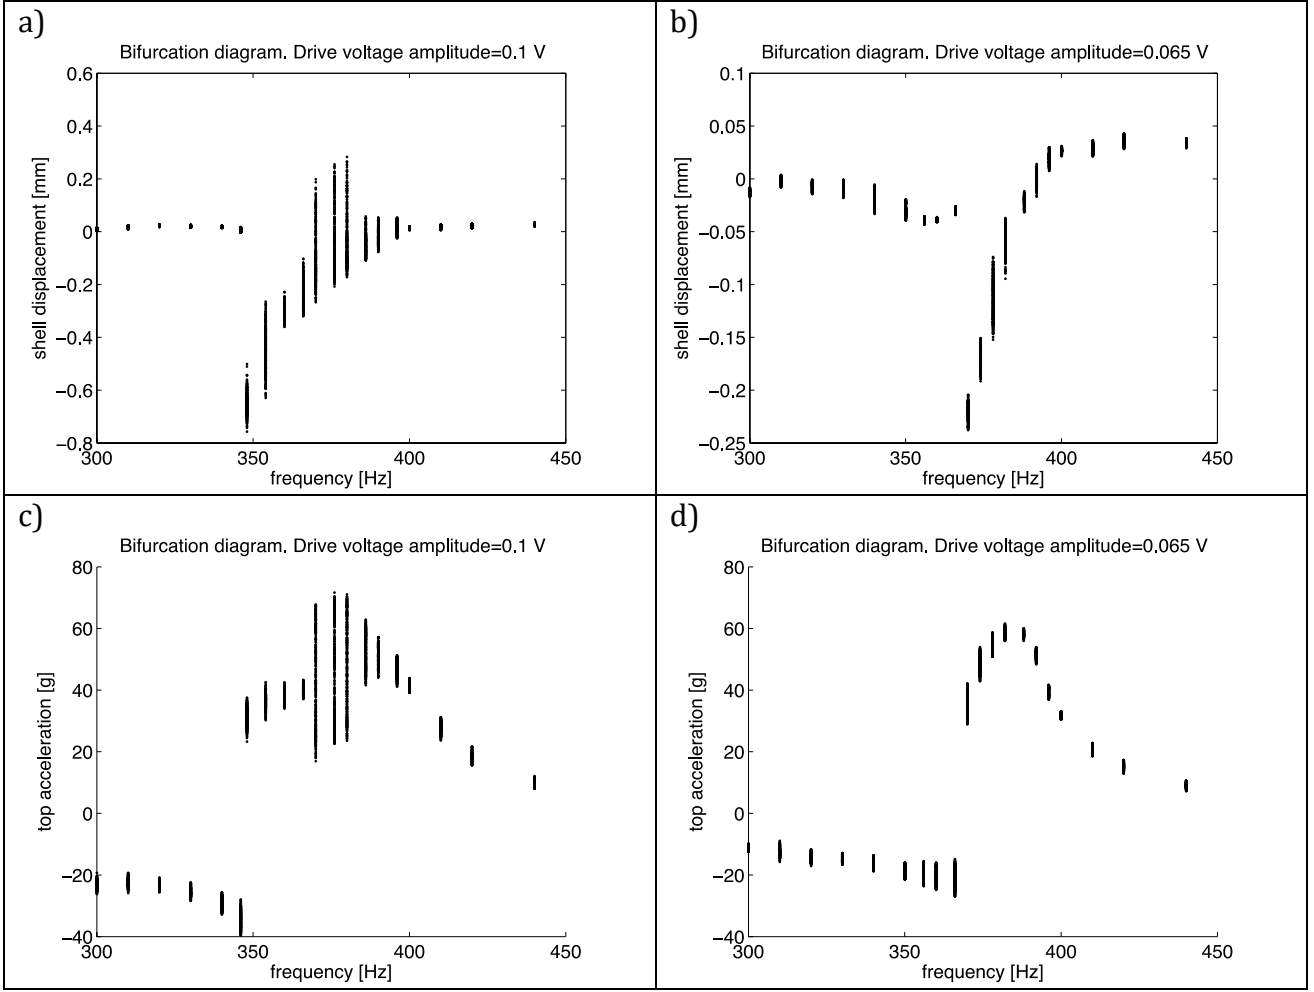 a)
Bifurcation diagram. Drive voltage amplitude=0.1 V
0.6
0.4
0.2
0
−0.2
−0.4
−0.6
−0.8
shell displacement [mm]
300
350
400
450
frequency [Hz]
b)
Bifurcation diagram. Drive voltage amplitude=0.065 V
0.1
0.05
0
−0.05
−0.1
−0.15
−0.2
−0.25
shell displacement [mm]
300
350
400
450
frequency [Hz]
c)
Bifurcation diagram. Drive voltage amplitude=0.1 V
80
60
40
20
0
−20
−40
top acceleration [g]
300
350
400
450
frequency [Hz]
d)
Bifurcation diagram. Drive voltage amplitude=0.065 V
80
60
40
20
0
−20
−40
top acceleration [g]
300
350
400
450
frequency [Hz]